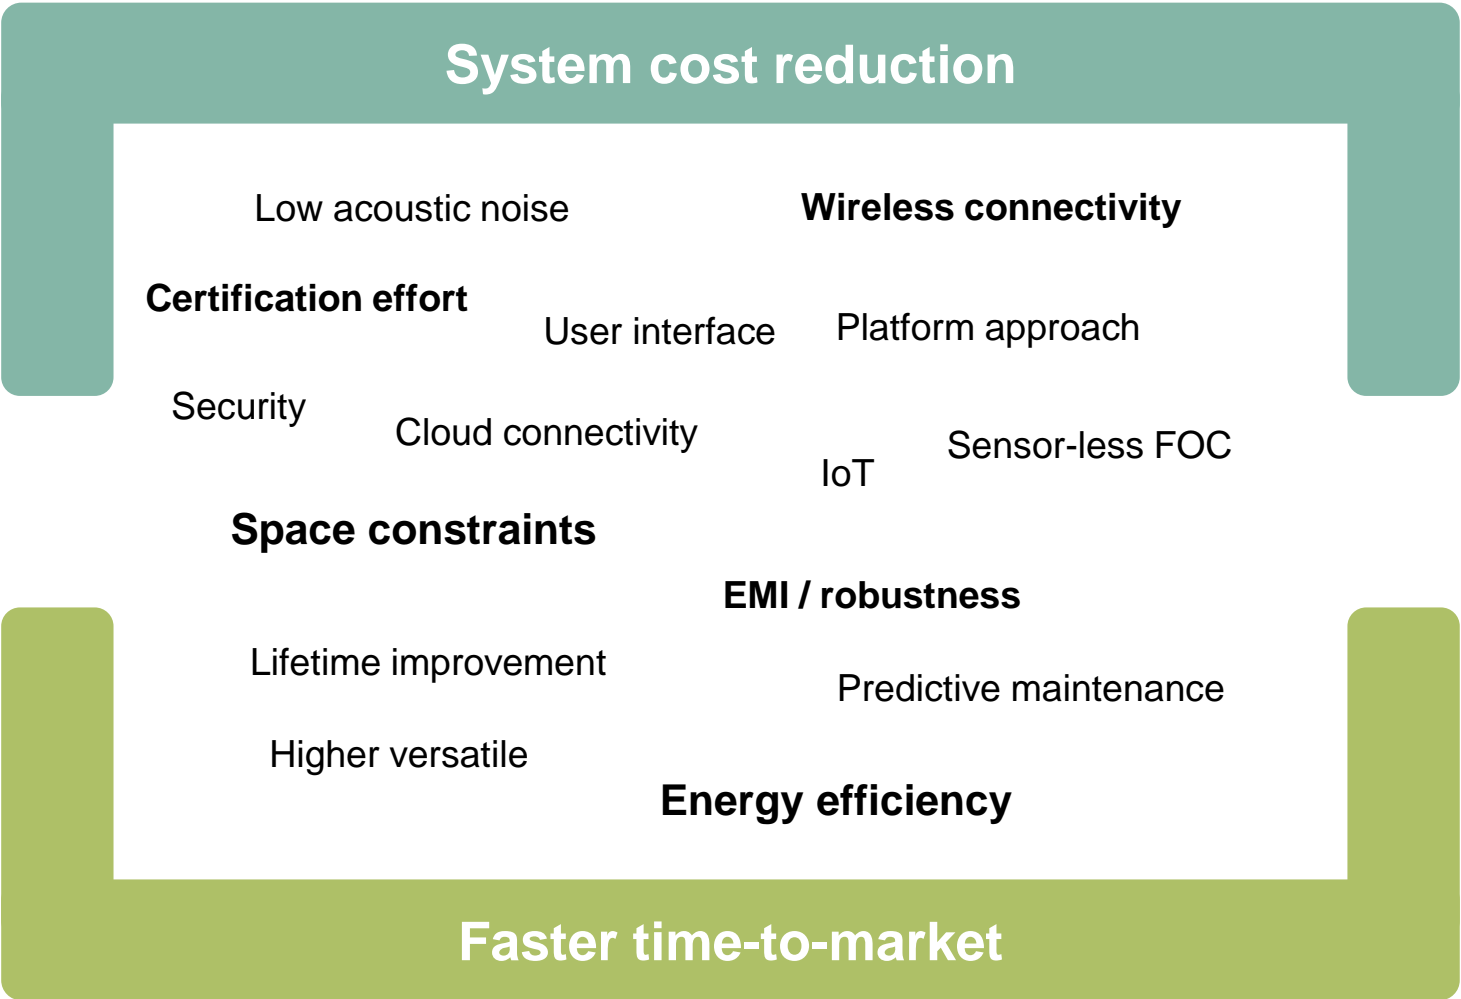 System cost reduction
Low acoustic noise
Wireless connectivity
Certification effort
User interface
Platform approach
Security
Cloud connectivity
Sensor-less FOC
IoT
Space constraints
EMI / robustness
Lifetime improvement
Predictive maintenance
Higher versatile
Energy efficiency
Faster time-to-market